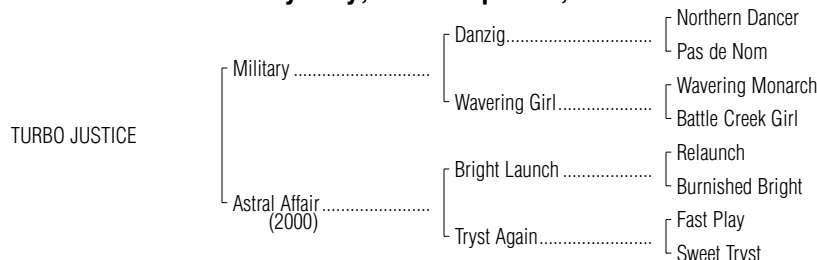 Northern Dancer
Danzig
Pas de Nom
Military
Wavering Monarch
Wavering Girl
Battle Creek Girl
TURBO JUSTICE
Relaunch
Bright Launch
Burnished Bright
Astral Affair
(2000)
Fast Play
Tryst Again
Sweet Tryst